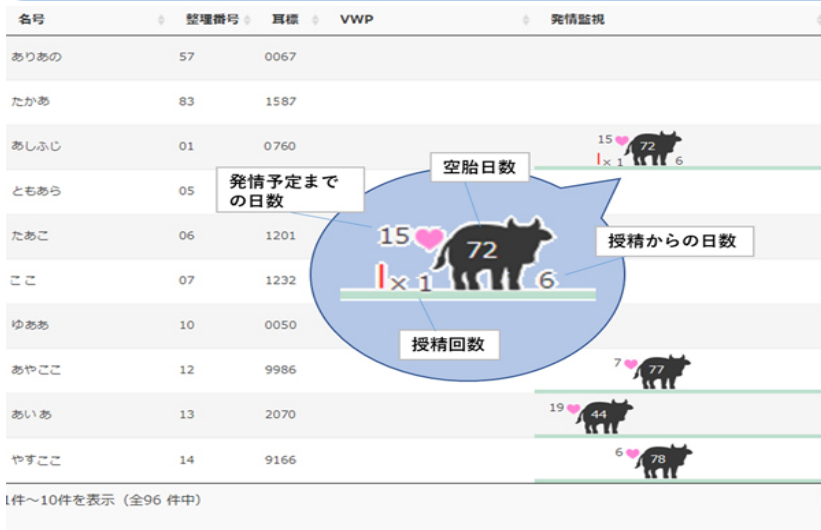 名号 整理番号 耳標 VWP 発情監視
ありあの 57 0067
たかあ 83 1587
あしふじ 01 0760 15 72
× 1 6
ともあら 05
たあこ 06 1201
ここ 07 1232
ゆああ 10 0050
あやここ 12 9986 7 77
あいあ 13 2070 19 44
やすここ 14 9166 6 78
空胎日数
発情予定まで
の日数
15 72
授精からの日数
× 1 6
授精回数
1件~10件を表示（全96 件中）